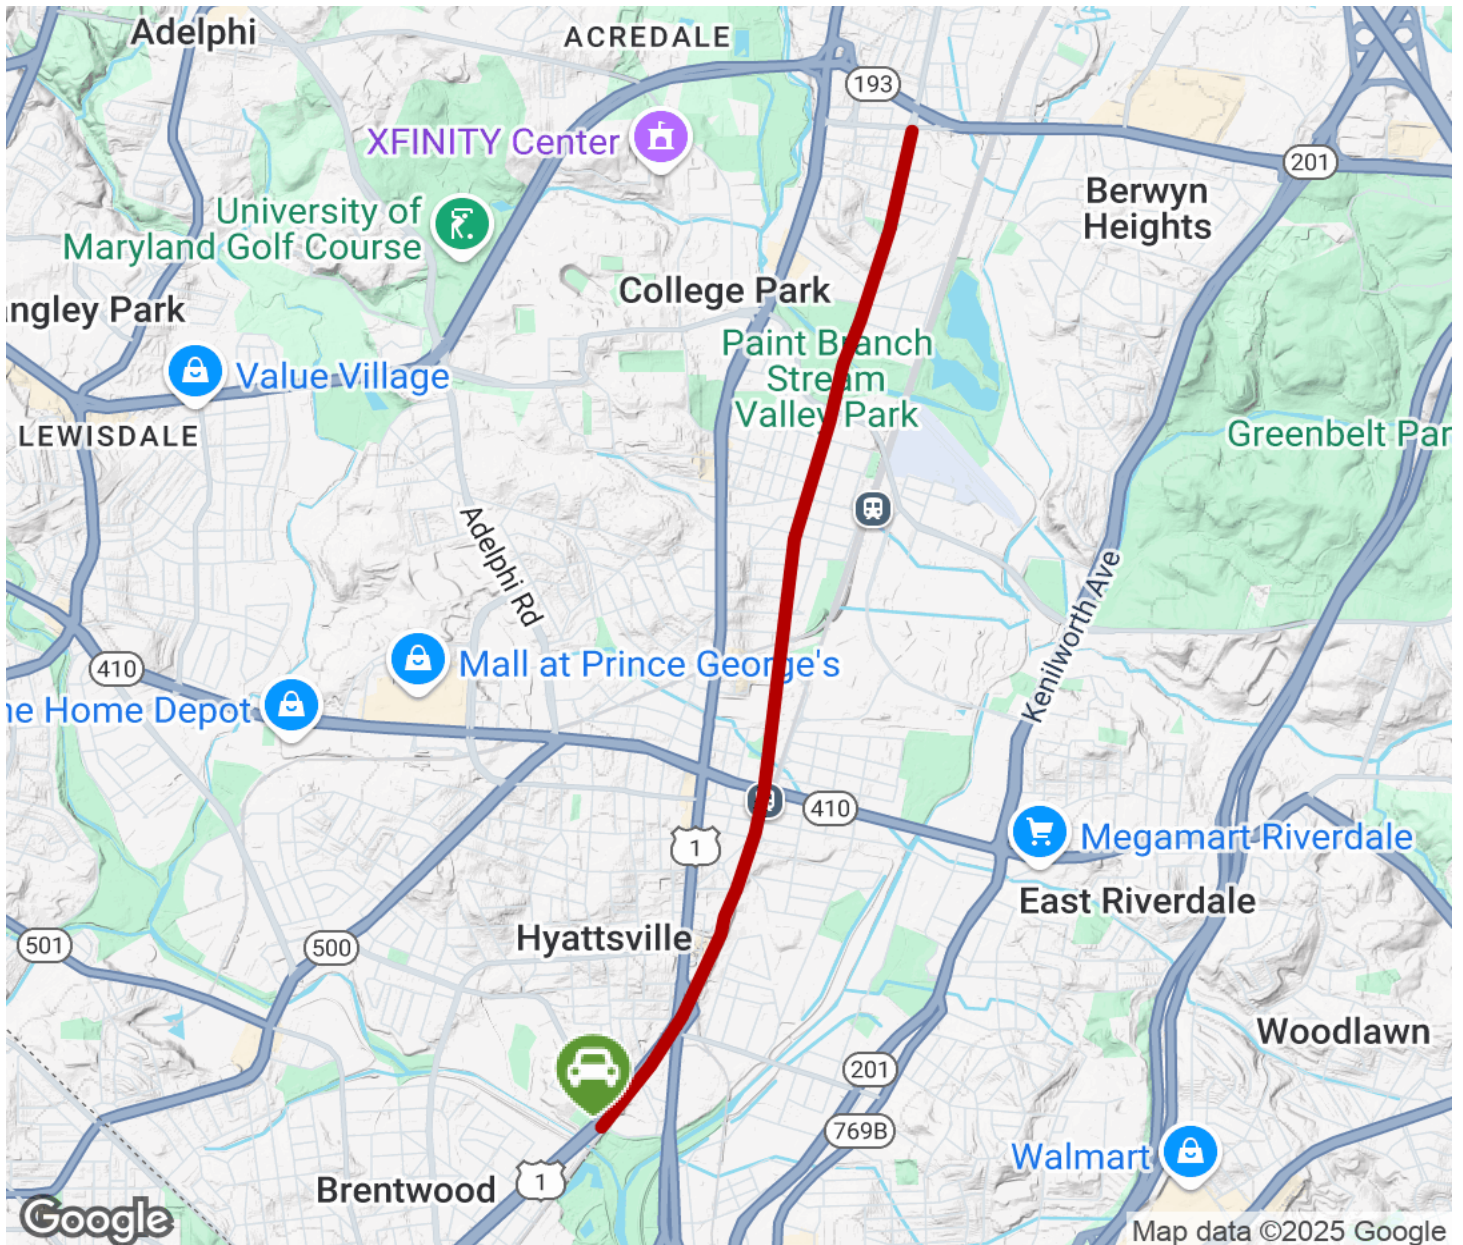 Adelphi
ACREDALE
193
XFINITY Center
201
University of
Maryland Golf Course
Berwyn
Heights
College Park
angley Park
Paint Branch
Stream
Valley Park
Value Village
LEWISDALE
Greenbelt Par
Adelphi Rd
Kenilworth Ave
Mall at Prince George's
410
he Home Depot
410
Megamart Riverdale
1
East Riverdale
Hyattsville
501
500
Woodlawn
201
769B
Walmart
1
Brentwood
Google
Map data ©2025 Google